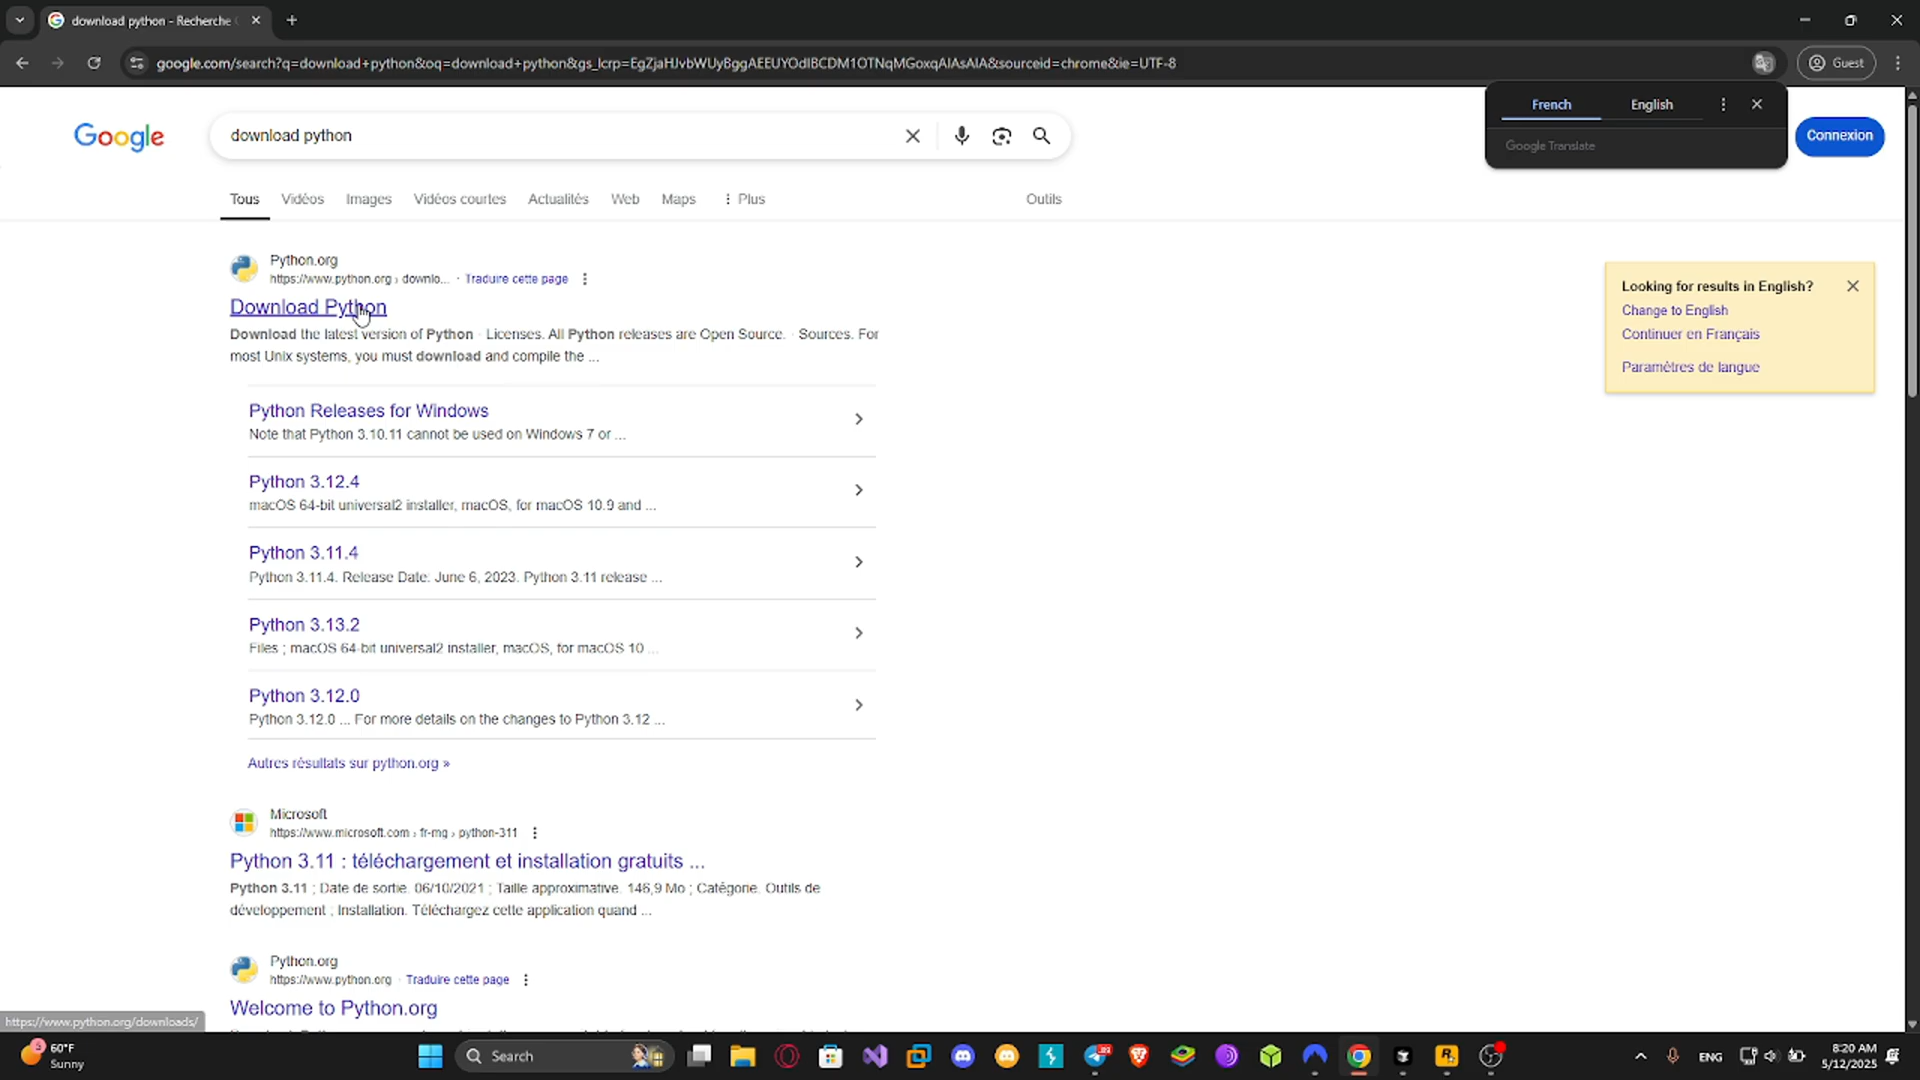 download python - Recherche
google.com/search?q=download+python&oq=download+python&gs_lcrp=EgZjaHJvbWUyBggAEEUYOdIBCDM1OTNqMGoxqAIAsAIA&sourceid=chrome&ie=UTF-8
Guest
French English
Google Translate
Google
download python
Connexion
Tous Vidéos Images Vidéos courtes Actualités Web Maps Plus Outils
Python.org
https://www.python.org › downlo... · Traduire cette page
Download Python
Download the latest version of Python · Licenses. All Python releases are Open Source. · Sources. For
most Unix systems, you must download and compile the ...
Python Releases for Windows
Note that Python 3.10.11 cannot be used on Windows 7 or ...
Python 3.12.4
macOS 64-bit universal2 installer, macOS, for macOS 10.9 and ...
Python 3.11.4
Python 3.11.4. Release Date: June 6, 2023. Python 3.11 release ...
Python 3.13.2
Files ; macOS 64-bit universal2 installer, macOS, for macOS 10 ...
Python 3.12.0
Python 3.12.0 ... For more details on the changes to Python 3.12 ...
Autres résultats sur python.org »
Looking for results in English?
Change to English
Continuer en Français
Paramètres de langue
Microsoft
https://www.microsoft.com › fr-mg › python-311
Python 3.11 : téléchargement et installation gratuits ...
Python 3.11 ; Date de sortie. 06/10/2021 ; Taille approximative. 146,9 Mo ; Catégorie. Outils de
développement ; Installation. Téléchargez cette application quand ...
Python.org
https://www.python.org · Traduire cette page
Welcome to Python.org
https://www.python.org/downloads/
60°F
Sunny
Search
ENG
8:20 AM
5/12/2025